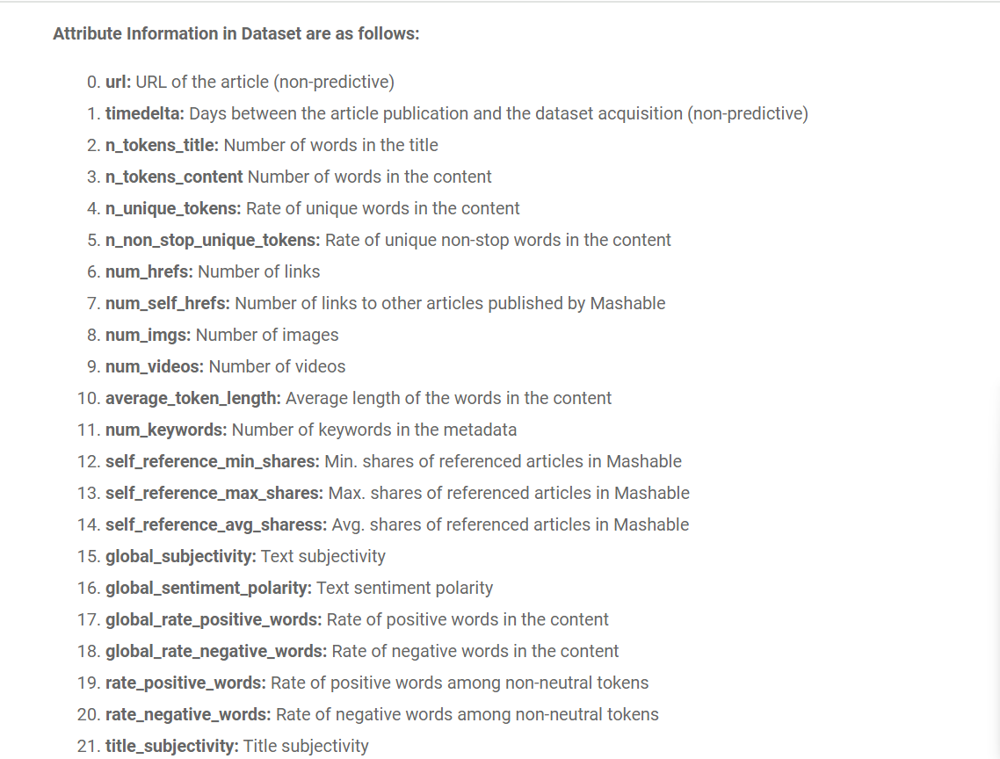 Attribute Information in Dataset are as follows:
0. url: URL of the article (non-predictive)
1. timedelta: Days between the article publication and the dataset acquisition (non-predictive)
2. n_tokens_title: Number of words in the title
3. n_tokens_content Number of words in the content
4. n_unique_tokens: Rate of unique words in the content
5. n_non_stop_unique_tokens: Rate of unique non-stop words in the content
6. num_hrefs: Number of links
7. num_self_hrefs: Number of links to other articles published by Mashable
8. num_imgs: Number of images
9. num_videos: Number of videos
10. average_token_length: Average length of the words in the content
11. num_keywords: Number of keywords in the metadata
12. self_reference_min_shares: Min. shares of referenced articles in Mashable
13. self_reference_max_shares: Max. shares of referenced articles in Mashable
14. self_reference_avg_sharess: Avg. shares of referenced articles in Mashable
15. global_subjectivity: Text subjectivity
16. global_sentiment_polarity: Text sentiment polarity
17. global_rate_positive_words: Rate of positive words in the content
18. global_rate_negative_words: Rate of negative words in the content
19. rate_positive_words: Rate of positive words among non-neutral tokens
20. rate_negative_words: Rate of negative words among non-neutral tokens
21. title_subjectivity: Title subjectivity